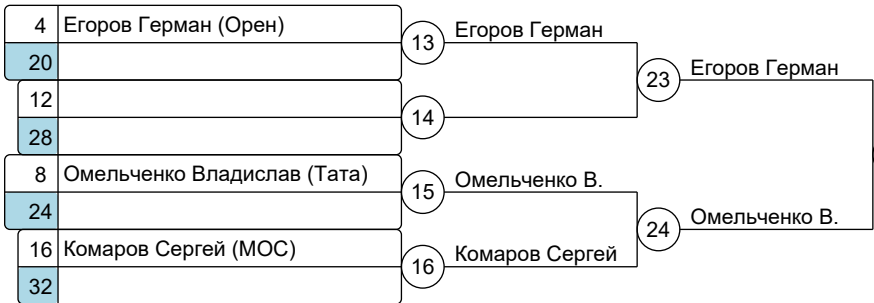 4 Егоров Герман (Орен)
20
13 Егоров Герман
12
28
14
23 Егоров Герман
8 Омельченко Владислав (Тата)
24
15 Омельченко В.
16 Комаров Сергей (МОС)
32
16 Комаров Сергей
24 Омельченко В.